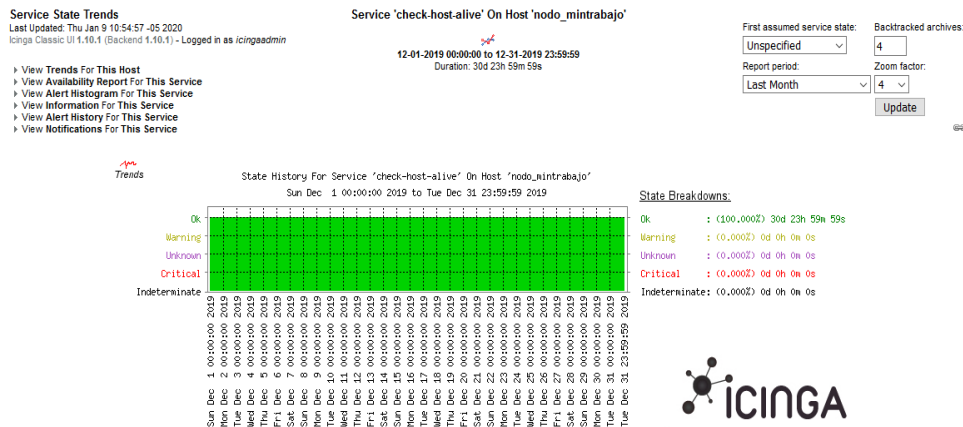 Service State Trends
Last Updated: Thu Jan 9 10:54:57 -05 2020
Icinga Classic UI 1.10.1 (Backend 1.10.1) - Logged in as icingaadmin
View Trends For This Host
View Availability Report For This Service
View Alert Histogram For This Service
View Information For This Service
View Alert History For This Service
View Notifications For This Service
Service 'check-host-alive' On Host 'nodo_mintrabajo'
12-01-2019 00:00:00 to 12-31-2019 23:59:59
Duration: 30d 23h 59m 59s
First assumed service state:
Backtracked archives:
Unspecified
4
Report period:
Zoom factor:
Last Month
4
Update
Trends
State History For Service 'check-host-alive' On Host 'nodo_mintrabajo'
Sun Dec 1 00:00:00 2019 to Tue Dec 31 23:59:59 2019
Ok
Warning
Unknown
Critical
Indeterminate
State Breakdowns:
Ok : (100.000%) 30d 23h 59m 59s
Warning : (0.000%) 0d 0h 0m 0s
Unknown : (0.000%) 0d 0h 0m 0s
Critical : (0.000%) 0d 0h 0m 0s
Indeterminate: (0.000%) 0d 0h 0m 0s
Sun Dec 1 00:00:00 2019
Mon Dec 2 00:00:00 2019
Tue Dec 3 00:00:00 2019
Wed Dec 4 00:00:00 2019
Thu Dec 5 00:00:00 2019
Fri Dec 6 00:00:00 2019
Sat Dec 7 00:00:00 2019
Sun Dec 8 00:00:00 2019
Mon Dec 9 00:00:00 2019
Tue Dec 10 00:00:00 2019
Wed Dec 11 00:00:00 2019
Thu Dec 12 00:00:00 2019
Fri Dec 13 00:00:00 2019
Sat Dec 14 00:00:00 2019
Sun Dec 15 00:00:00 2019
Mon Dec 16 00:00:00 2019
Tue Dec 17 00:00:00 2019
Wed Dec 18 00:00:00 2019
Thu Dec 19 00:00:00 2019
Fri Dec 20 00:00:00 2019
Sat Dec 21 00:00:00 2019
Sun Dec 22 00:00:00 2019
Mon Dec 23 00:00:00 2019
Tue Dec 24 00:00:00 2019
Wed Dec 25 00:00:00 2019
Thu Dec 26 00:00:00 2019
Fri Dec 27 00:00:00 2019
Sat Dec 28 00:00:00 2019
Sun Dec 29 00:00:00 2019
Mon Dec 30 00:00:00 2019
Tue Dec 31 00:00:00 2019
Tue Dec 31 23:59:59 2019
ICINGA